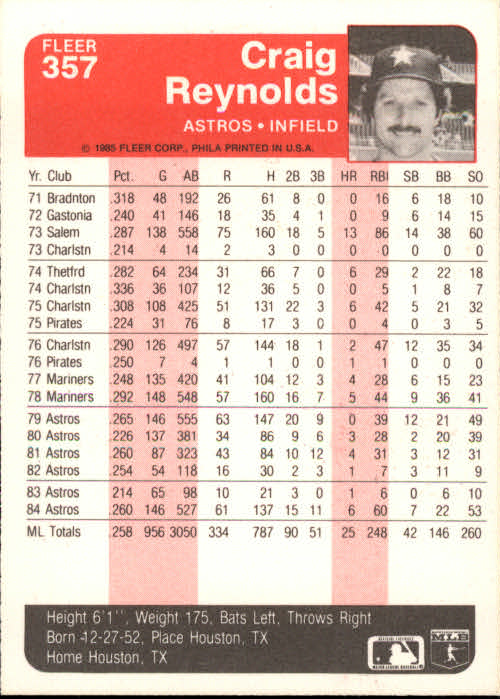 FLEER
357
Craig
Reynolds
ASTROS • INFIELD
© 1985 FLEER CORP., PHILA PRINTED IN U.S.A.
Yr. Club Pct. G AB R H 2B 3B HR RBI SB BB SO
71 Bradnton .318 48 192 26 61 8 0 0 16 6 18 10
72 Gastonia .240 41 146 18 35 4 1 0 9 6 14 15
73 Salem .287 138 558 75 160 18 5 13 86 14 38 60
73 Charlstn .214 4 14 2 3 0 0 0 0 0 0 0
74 Thetfrd .282 64 234 31 66 7 0 6 29 2 22 18
74 Charlstn .336 36 107 12 36 5 0 0 5 1 8 7
75 Charlstn .308 108 425 51 131 22 3 6 42 5 21 32
75 Pirates .224 31 76 8 17 3 0 0 4 0 3 5
76 Charlstn .290 126 497 57 144 18 1 2 47 12 35 34
76 Pirates .250 7 4 1 1 0 0 1 1 0 0 0
77 Mariners .248 135 420 41 104 12 3 4 28 6 15 23
78 Mariners .292 148 548 57 160 16 7 5 44 9 36 41
79 Astros .265 146 555 63 147 20 9 0 39 12 21 49
80 Astros .226 137 381 34 86 9 6 3 28 2 20 39
81 Astros .260 87 323 43 84 10 12 4 31 3 12 31
82 Astros .254 54 118 16 30 2 3 1 7 3 11 9
83 Astros .214 65 98 10 21 3 0 1 6 0 6 10
84 Astros .260 146 527 61 137 15 11 6 60 7 22 53
ML Totals .258 956 3050 334 787 90 51 25 248 42 146 260
Height 6'1", Weight 175, Bats Left, Throws Right
Born 12-27-52, Place Houston, TX
Home Houston, TX
MAJOR LEAGUE BASEBALL